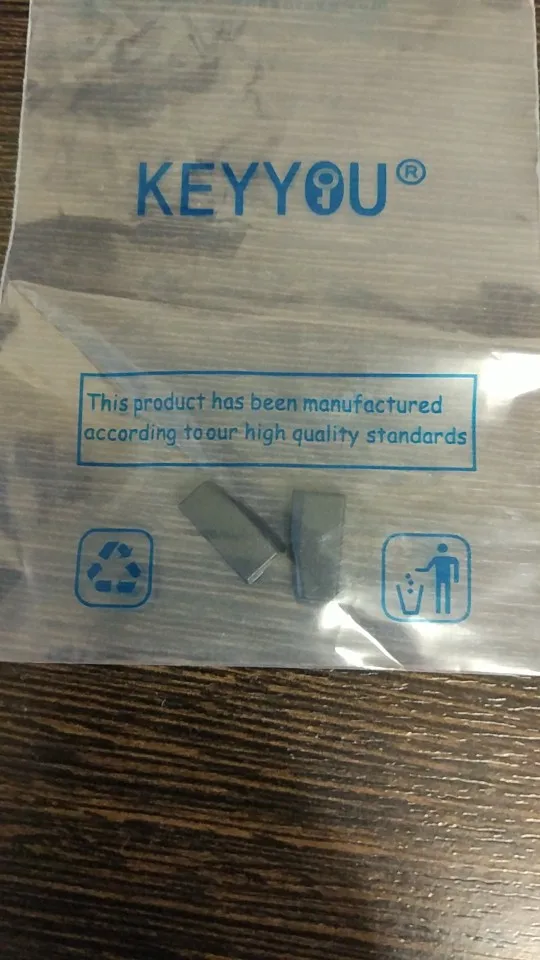 KEYYOU®
This product has been manufactured
according to our high quality standards